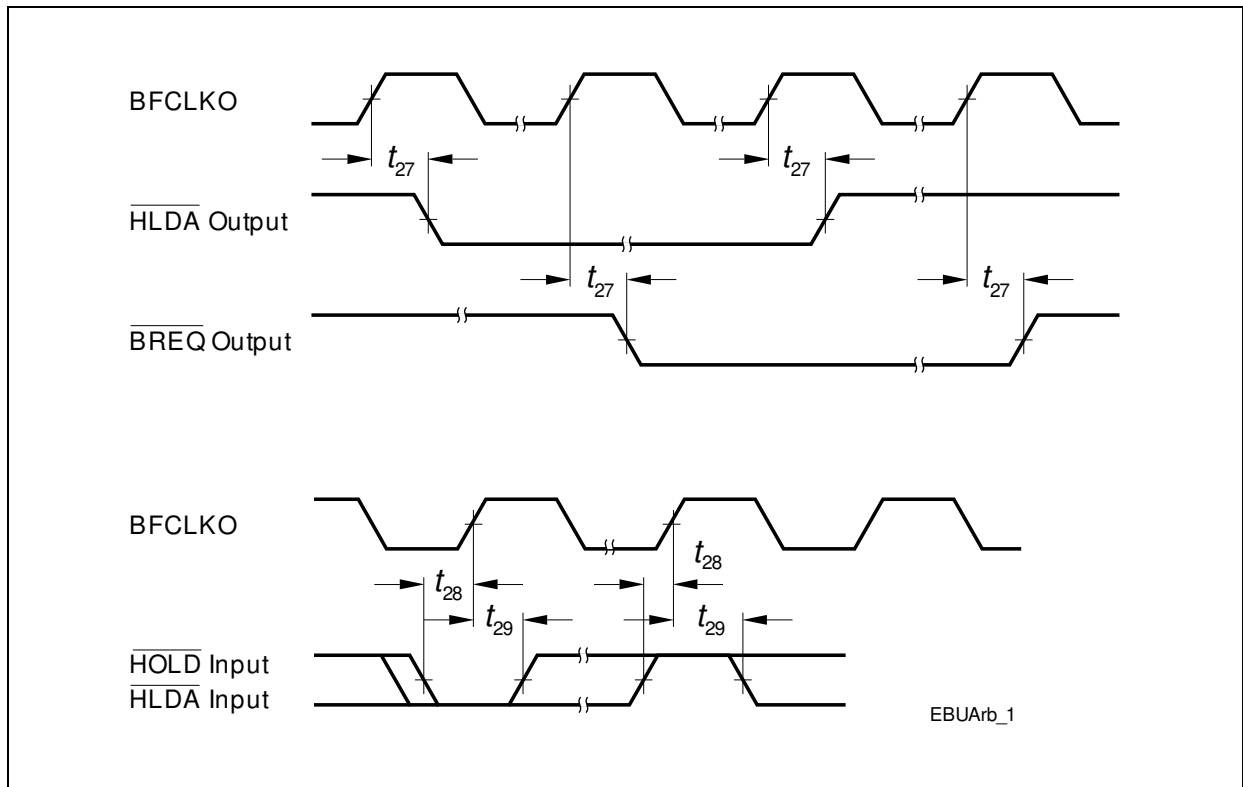 BFCLKO
t27
t27
HLDA Output
t27
t27
BREQ Output
BFCLKO
t28
t28
t29
t29
HOLD Input
HLDA Input
EBUArb_1